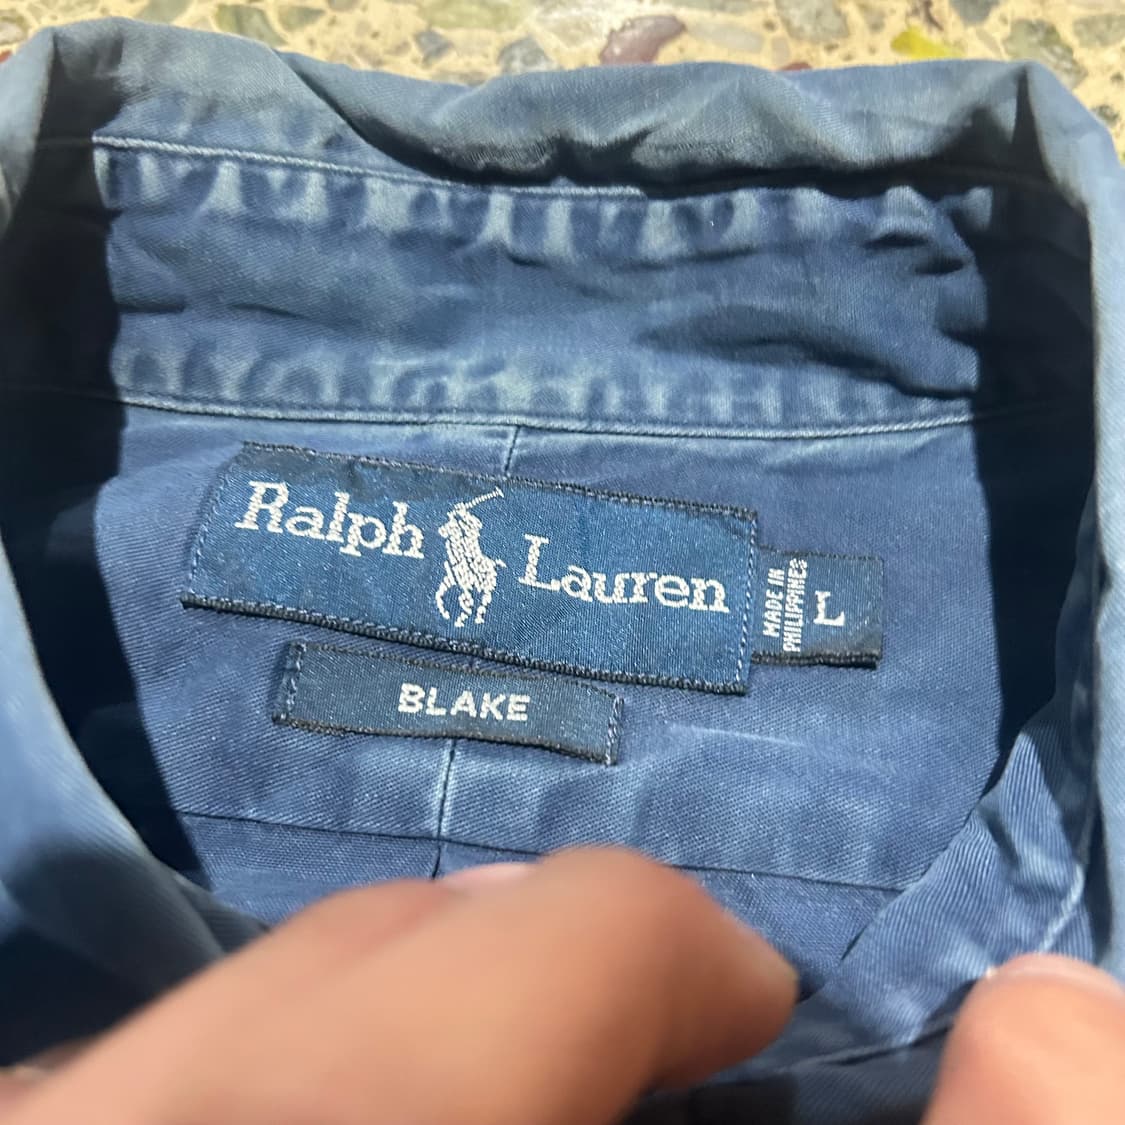 Ralph Lauren
MADE IN
PHILIPPINES
L
BLAKE